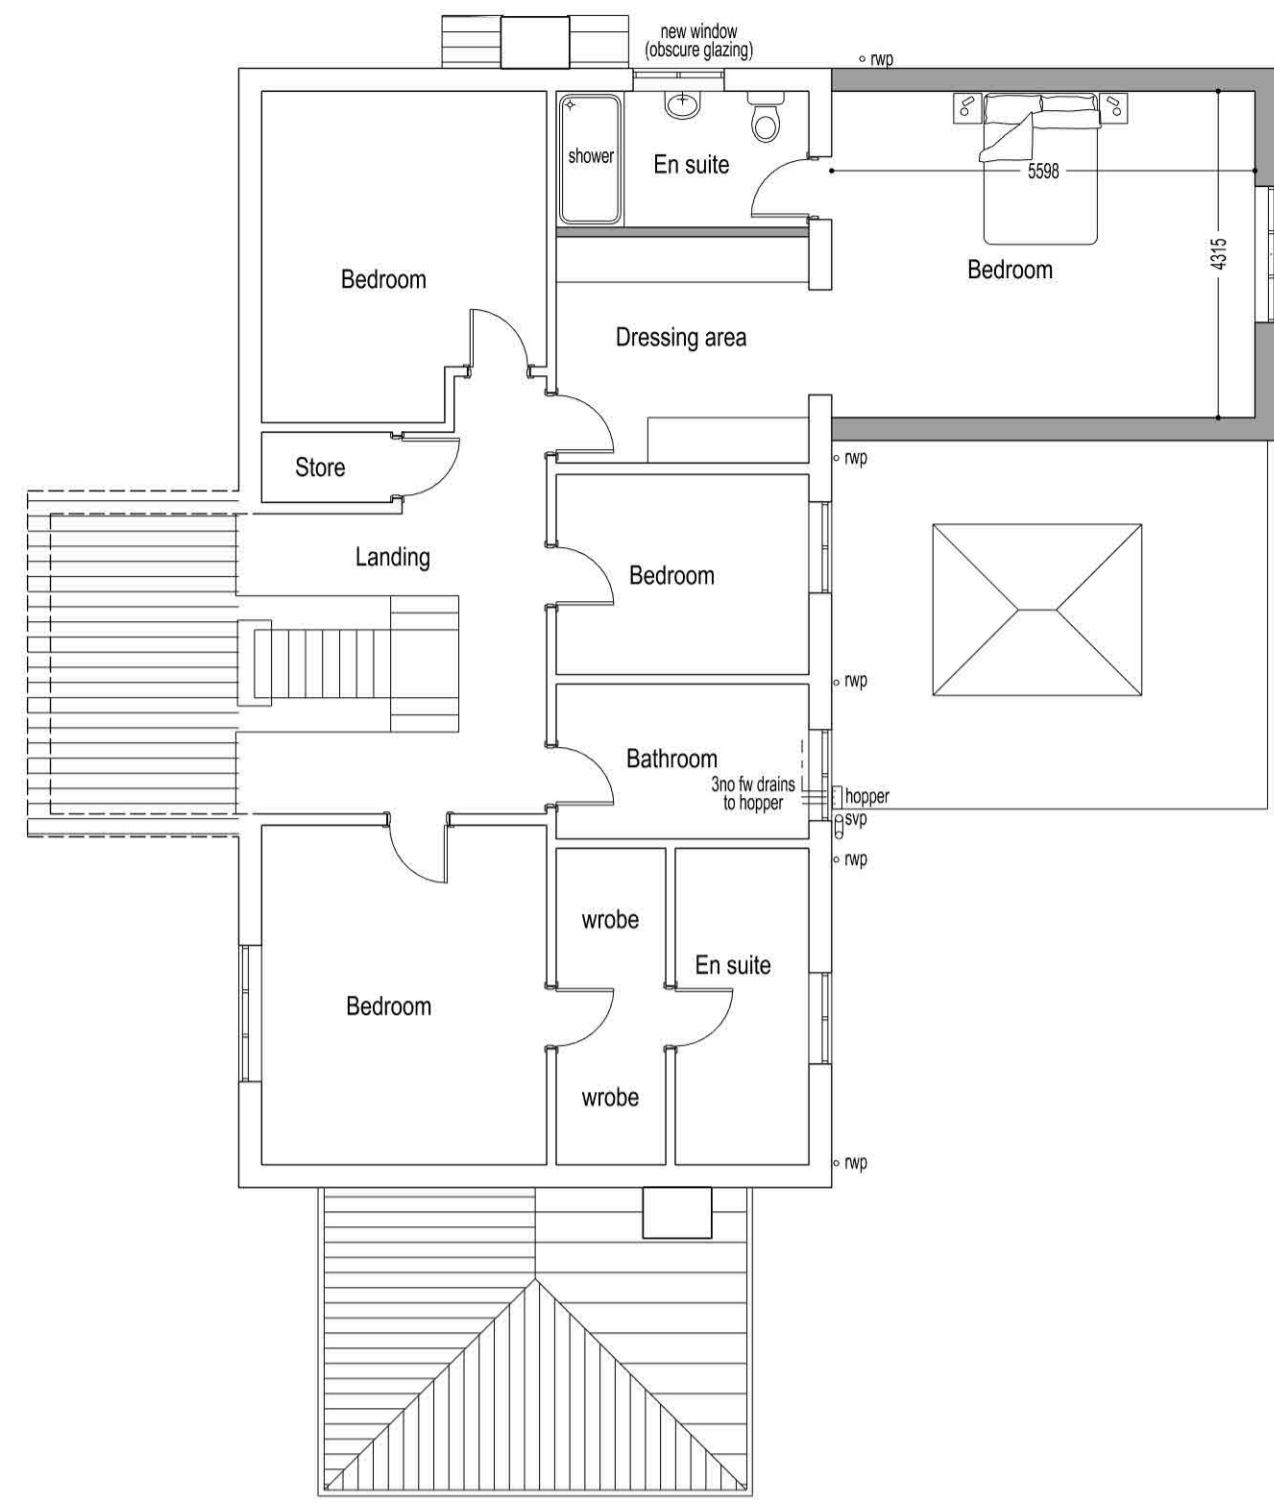 new window
(obscure glazing)
rwp
shower
En suite
5598
4315
Bedroom
Bedroom
Dressing area
rwp
Store
Landing
Bedroom
rwp
Bathroom
3no fw drains
to hopper
hopper
svp
rwp
wrobe
En suite
Bedroom
wrobe
rwp